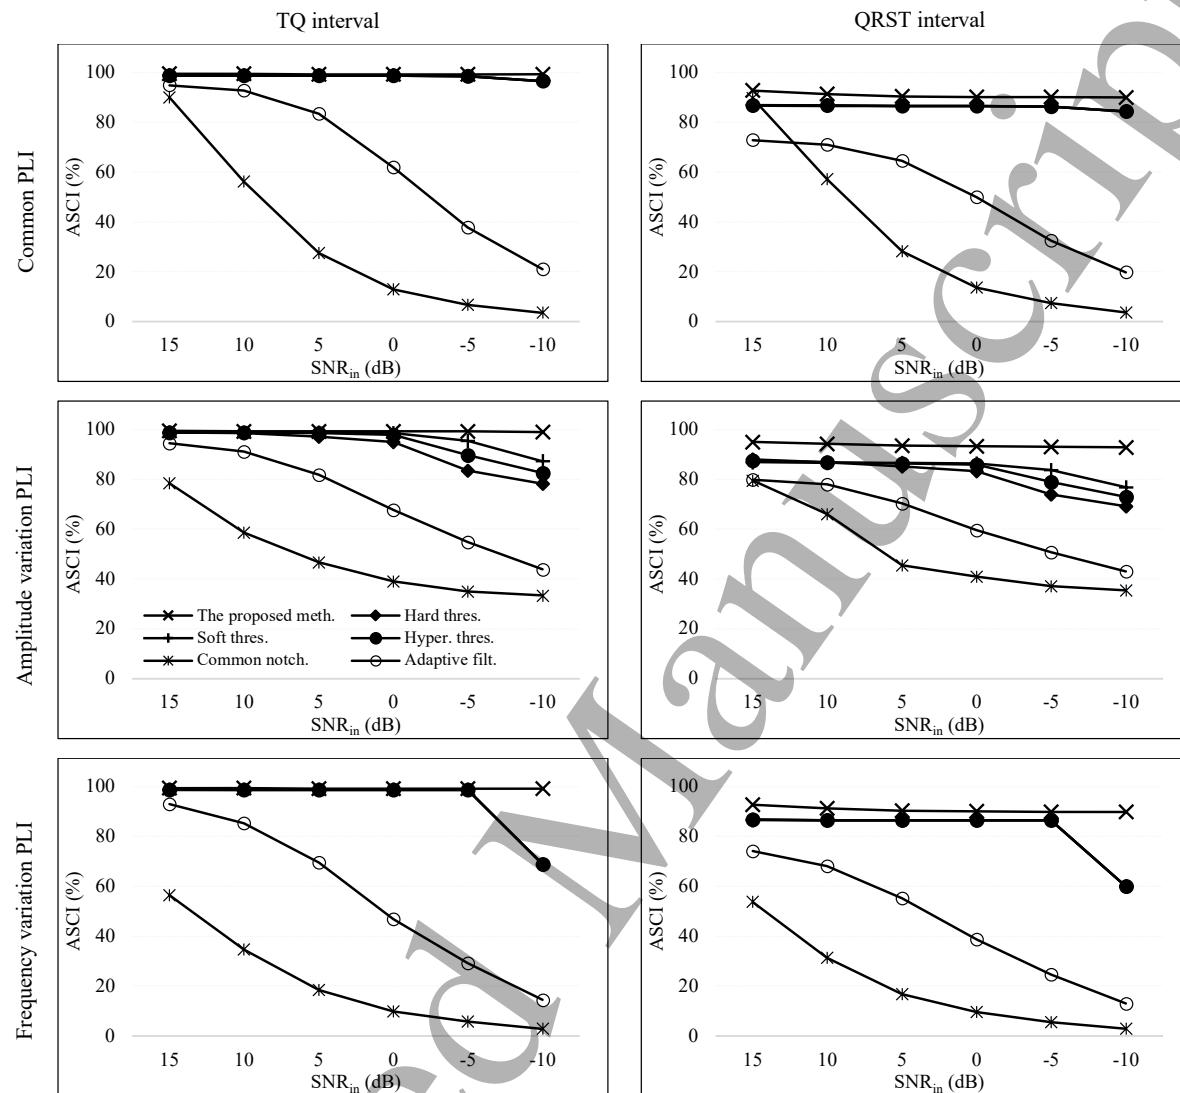 TQ interval
QRST interval
Common PLI
ASCI (%)
100
80
60
40
20
0
15 10 5 0 -5 -10
SNRin (dB)
ASCI (%)
100
80
60
40
20
0
15 10 5 0 -5 -10
SNRin (dB)
Amplitude variation PLI
ASCI (%)
100
80
60
40
20
0
The proposed meth. Hard thres.
Soft thres. Hyper. thres.
Common notch. Adaptive filt.
15 10 5 0 -5 -10
SNRin (dB)
ASCI (%)
100
80
60
40
20
0
15 10 5 0 -5 -10
SNRin (dB)
Frequency variation PLI
ASCI (%)
100
80
60
40
20
0
15 10 5 0 -5 -10
SNRin (dB)
ASCI (%)
100
80
60
40
20
0
15 10 5 0 -5 -10
SNRin (dB)